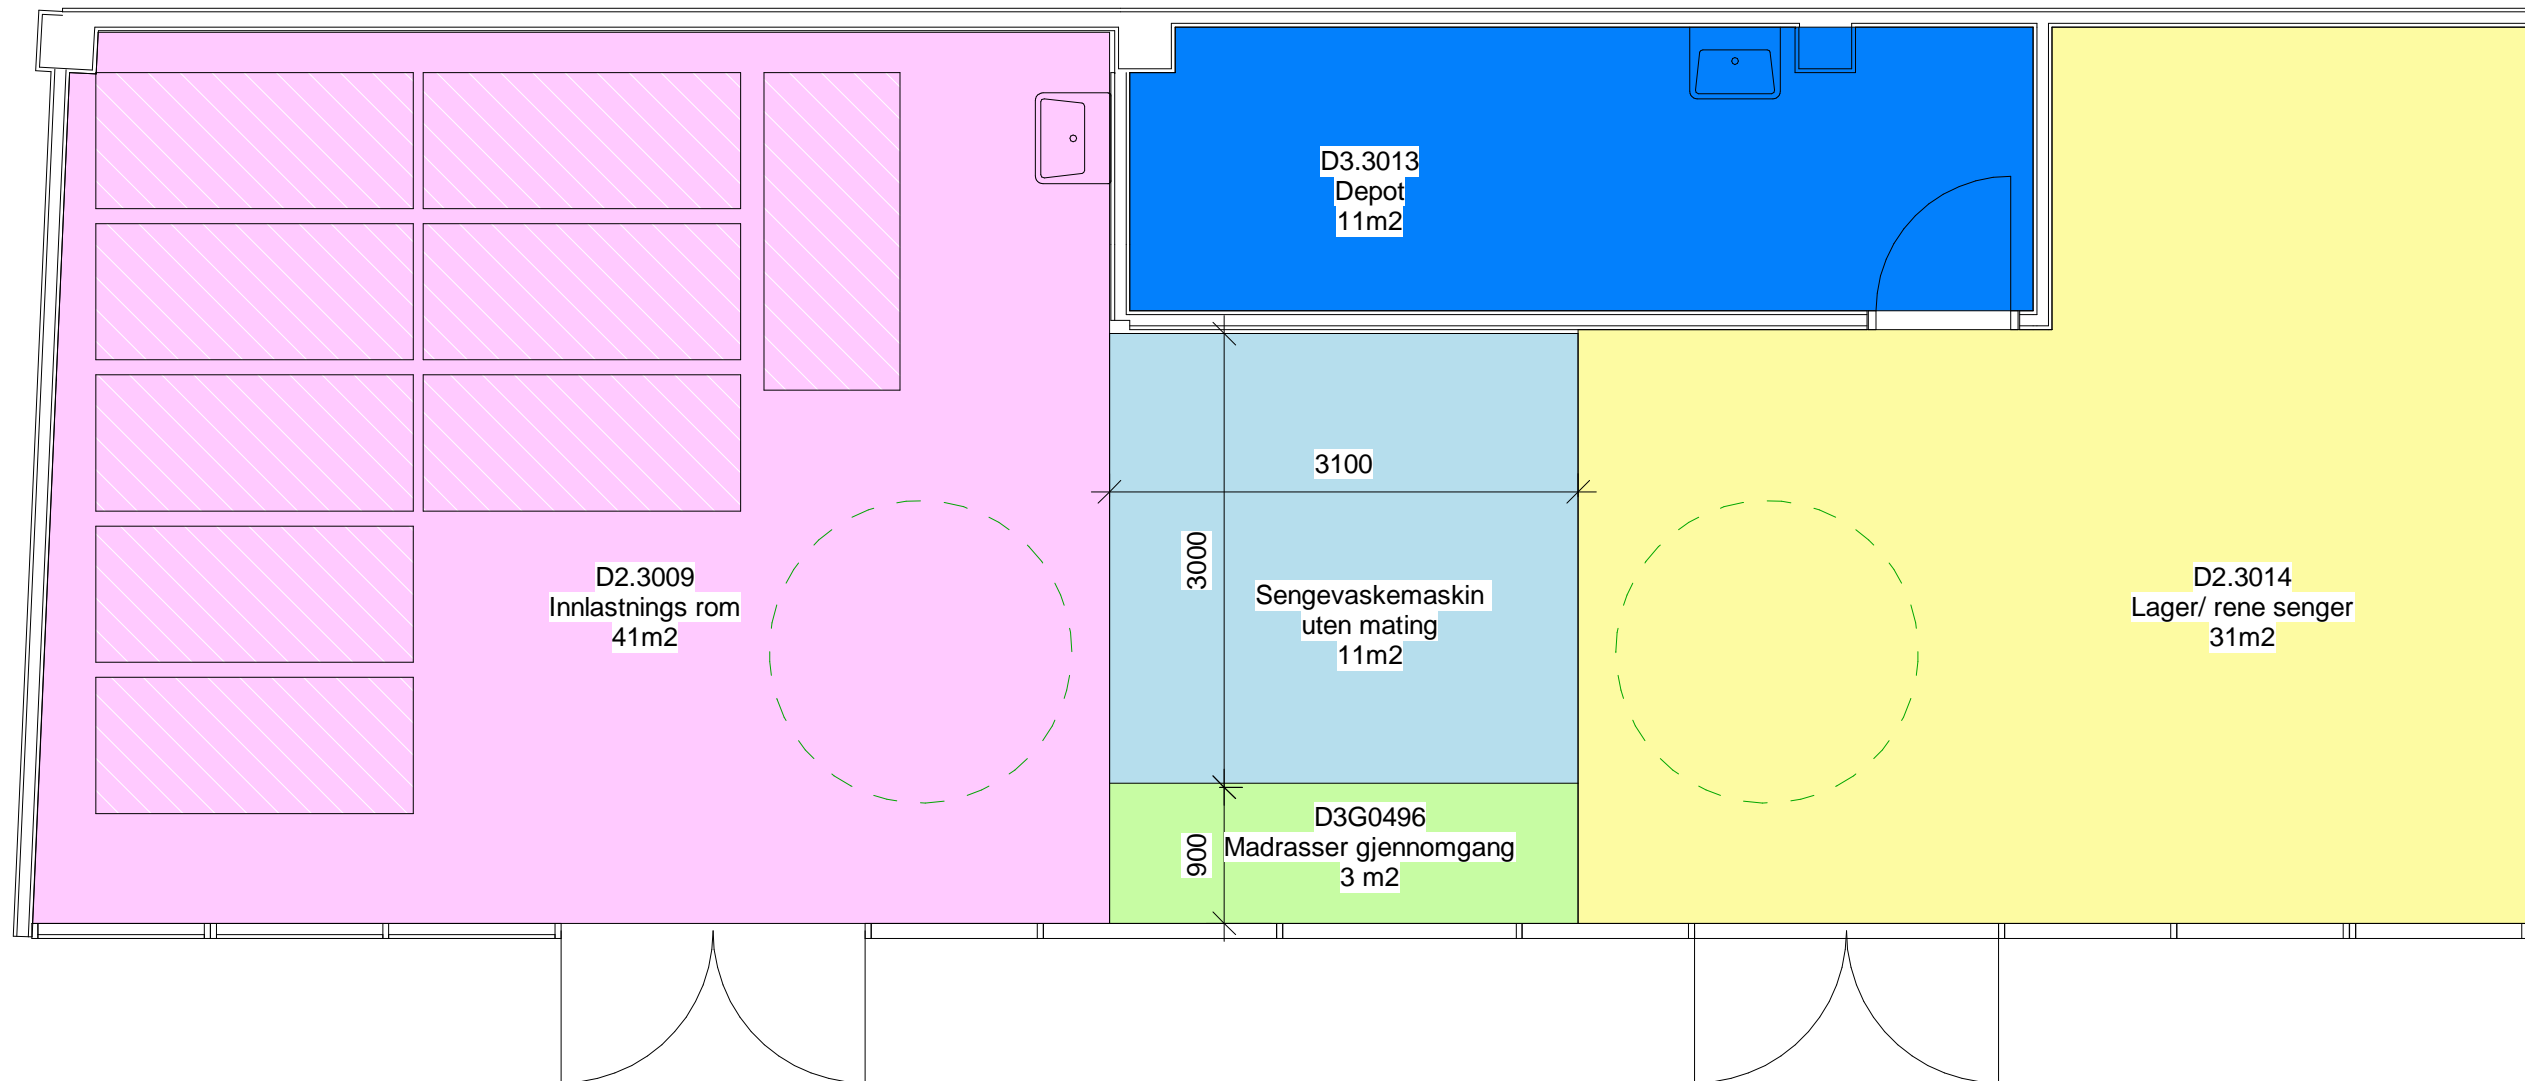 D3.3013
Depot
11m2
3100
3000
D2.3009
Innlastnings rom
41m2
Sengevaskemaskin
uten mating
11m2
D2.3014
Lager/ rene senger
31m2
900
D3G0496
Madrasser gjennomgang
3 m2